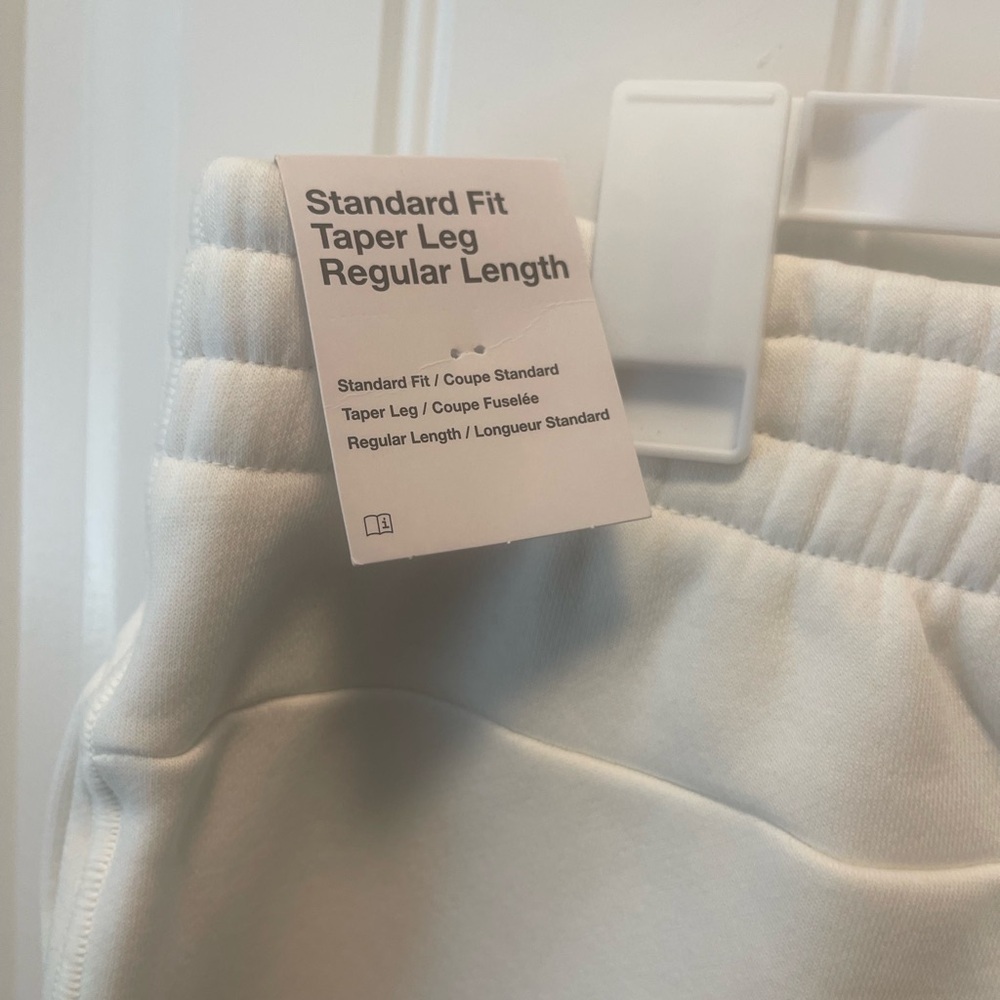 Standard Fit
Taper Leg
Regular Length
Standard Fit / Coupe Standard
Taper Leg / Coupe Fuselée
Regular Length / Longueur Standard
i